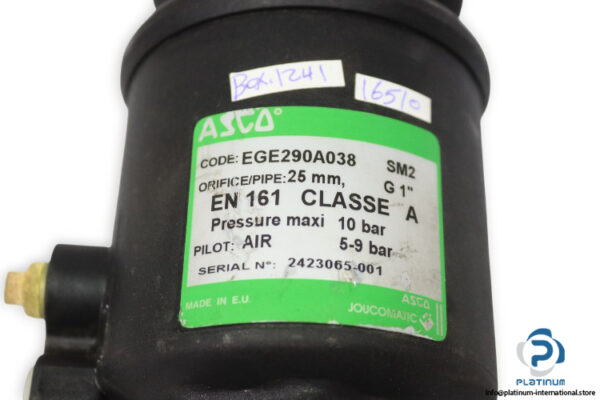 Box.1241
16510
ASCO
CODE: EGE290A038 SM2
ORIFICE/PIPE: 25 mm, G 1"
EN 161 CLASSE A
Pressure maxi 10 bar
PILOT: AIR 5-9 bar
SERIAL N°: 2423065-001
MADE IN E.U.
ASCO
JOUCOMATIC
PLATINUM
info@platinum-international.store